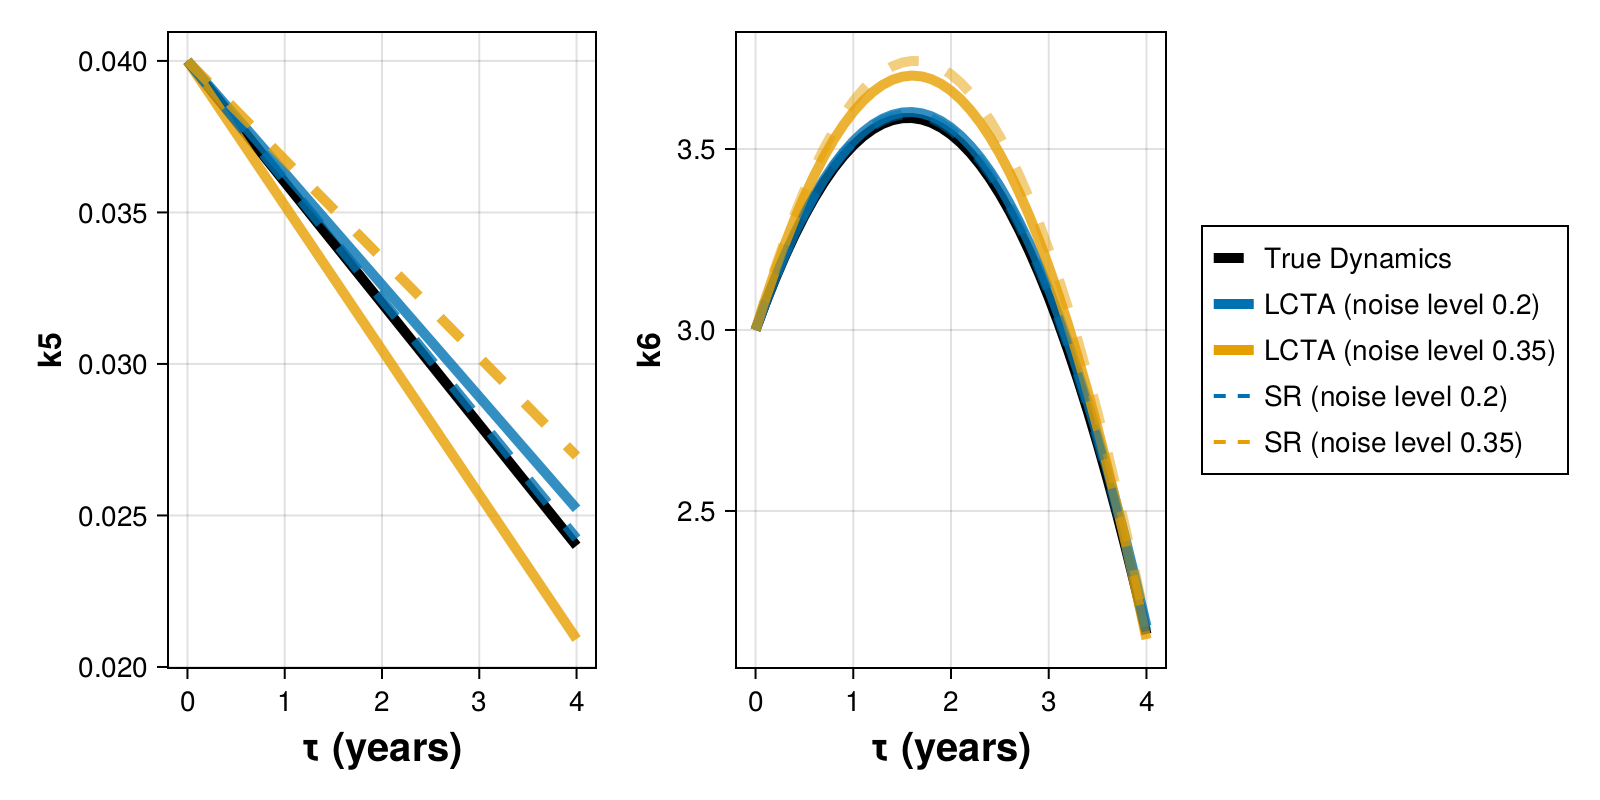 k5
0.040
0.035
0.030
0.025
0.020
0 1 2 3 4
τ (years)
k6
3.5
3.0
2.5
0 1 2 3 4
τ (years)
True Dynamics
LCTA (noise level 0.2)
LCTA (noise level 0.35)
SR (noise level 0.2)
SR (noise level 0.35)